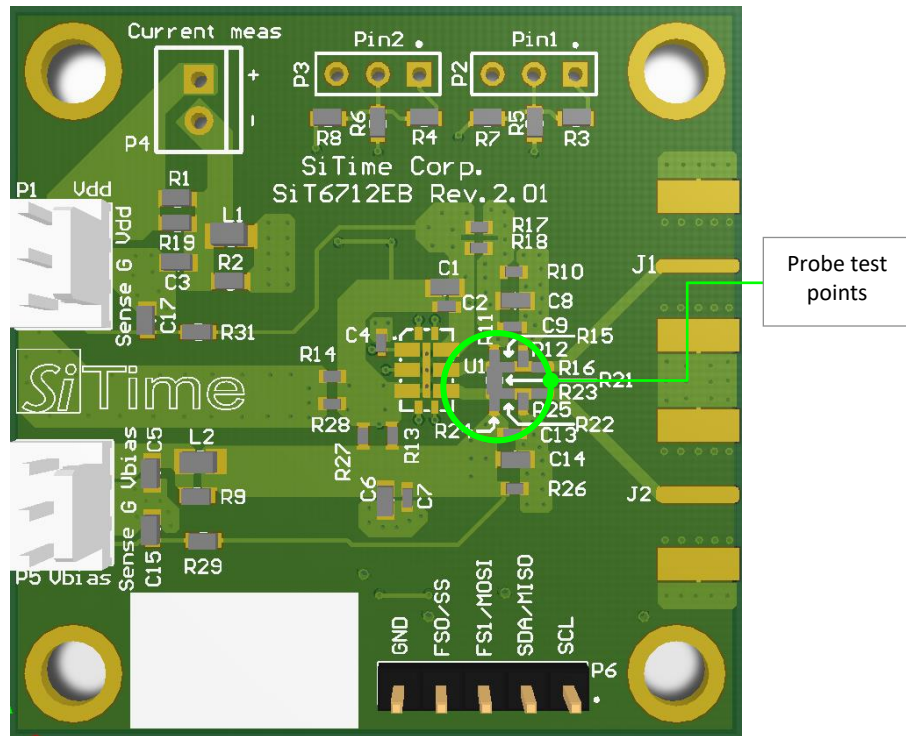 Current meas
+
-
P4
Pin2 .
P3
R8
R6
R4
Pin1 .
P2
R7
R5
R3
SiTime Corp.
SiT6712EB Rev.2.01
P1 Vdd
Sense G Vdd
R1
R19
L1
C3
R2
C17
R31
R17
R18
C1
C2
R10
C8
C9
C4
R11
R15
R12
U1
R16
R21
R23
R25
R22
R24
C13
C14
R26
R14
R28
R27
R13
C6
C7
SiTime
J1
J2
Probe test
points
Sense G Vbias
C5
L2
R9
C15
R29
P5 Vbias
GND
FS0/SS
FS1/MOSI
SDA/MISO
SCL
P6